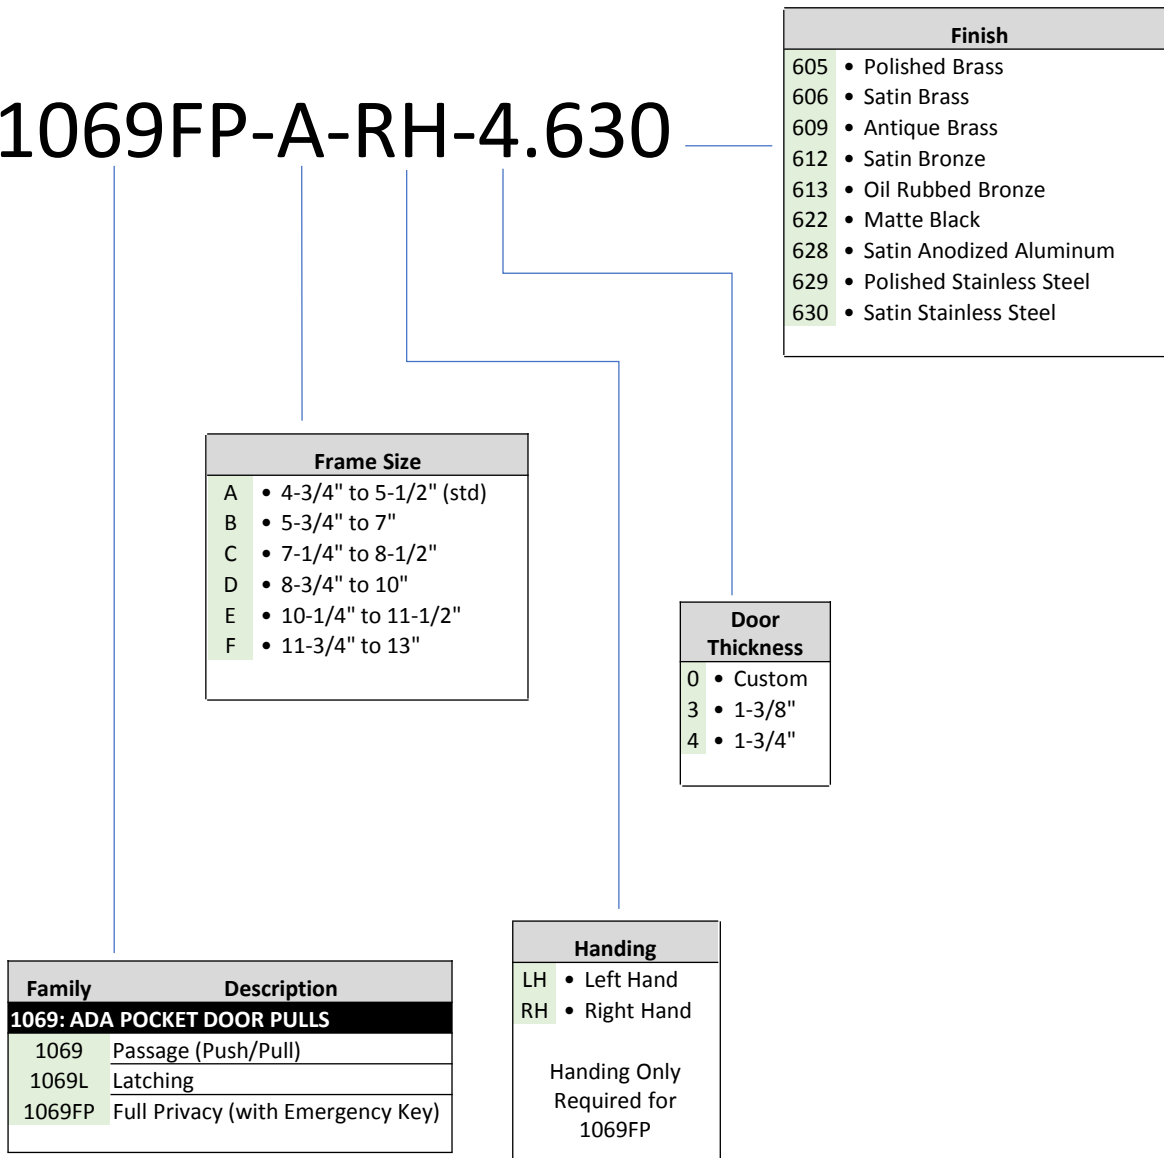 Finish
605 • Polished Brass
606 • Satin Brass
609 • Antique Brass
612 • Satin Bronze
613 • Oil Rubbed Bronze
622 • Matte Black
628 • Satin Anodized Aluminum
629 • Polished Stainless Steel
630 • Satin Stainless Steel
1069FP-A-RH-4.630
Frame Size
A • 4-3/4" to 5-1/2" (std)
B • 5-3/4" to 7"
C • 7-1/4" to 8-1/2"
D • 8-3/4" to 10"
E • 10-1/4" to 11-1/2"
F • 11-3/4" to 13"
Door
Thickness
0 • Custom
3 • 1-3/8"
4 • 1-3/4"
Family Description
1069: ADA POCKET DOOR PULLS
1069 Passage (Push/Pull)
1069L Latching
1069FP Full Privacy (with Emergency Key)
Handing
LH • Left Hand
RH • Right Hand
Handing Only
Required for
1069FP